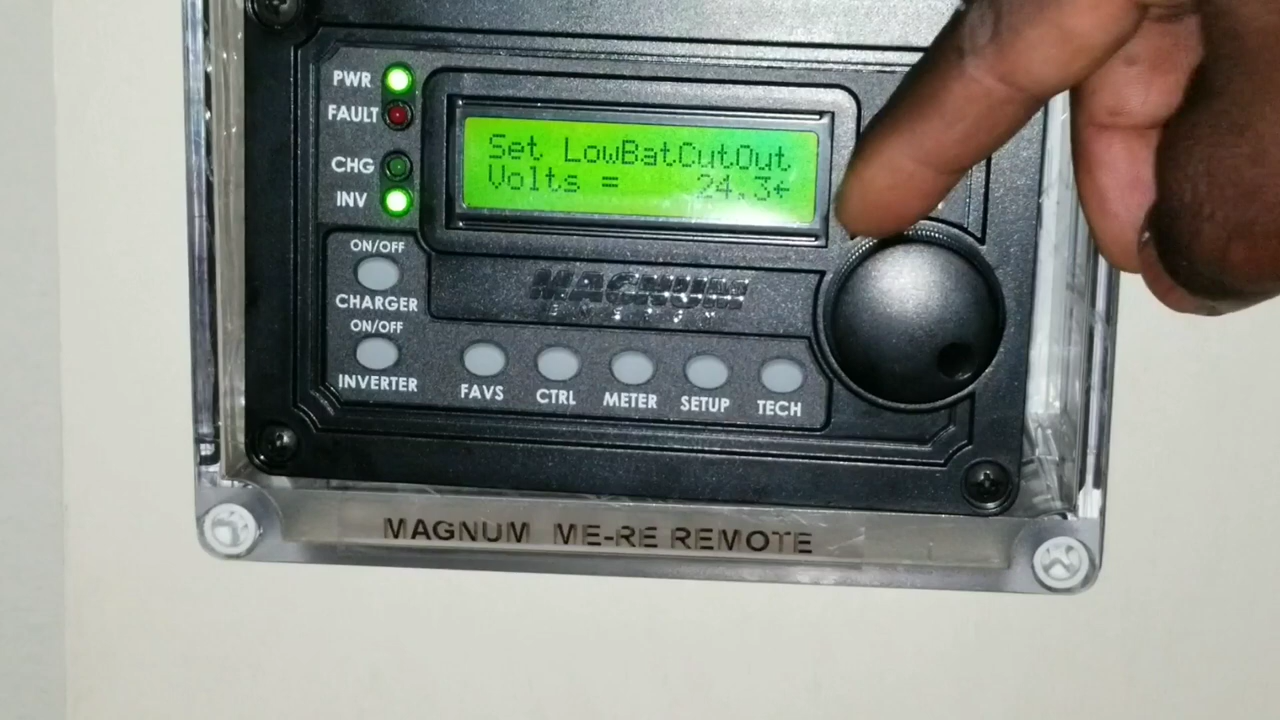 PWR
FAULT
CHG
INV
Set LowBatCutOut
Volts = 24.3←
ON/OFF
CHARGER
ON/OFF
INVERTER
MAGNUM
ENERGY
FAVS
CTRL
METER
SETUP
TECH
MAGNUM ME-RE REMOTE